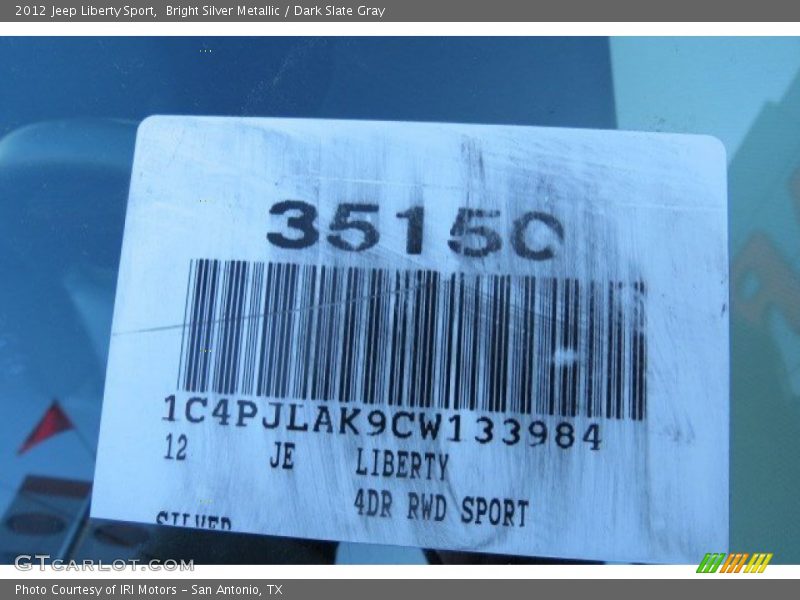 2012 Jeep Liberty Sport, Bright Silver Metallic / Dark Slate Gray
35150
1C4PJLAK9CW133984
12 JE LIBERTY
4DR RWD SPORT
SILVER
GTCARLOT.COM
Photo Courtesy of IRI Motors - San Antonio, TX